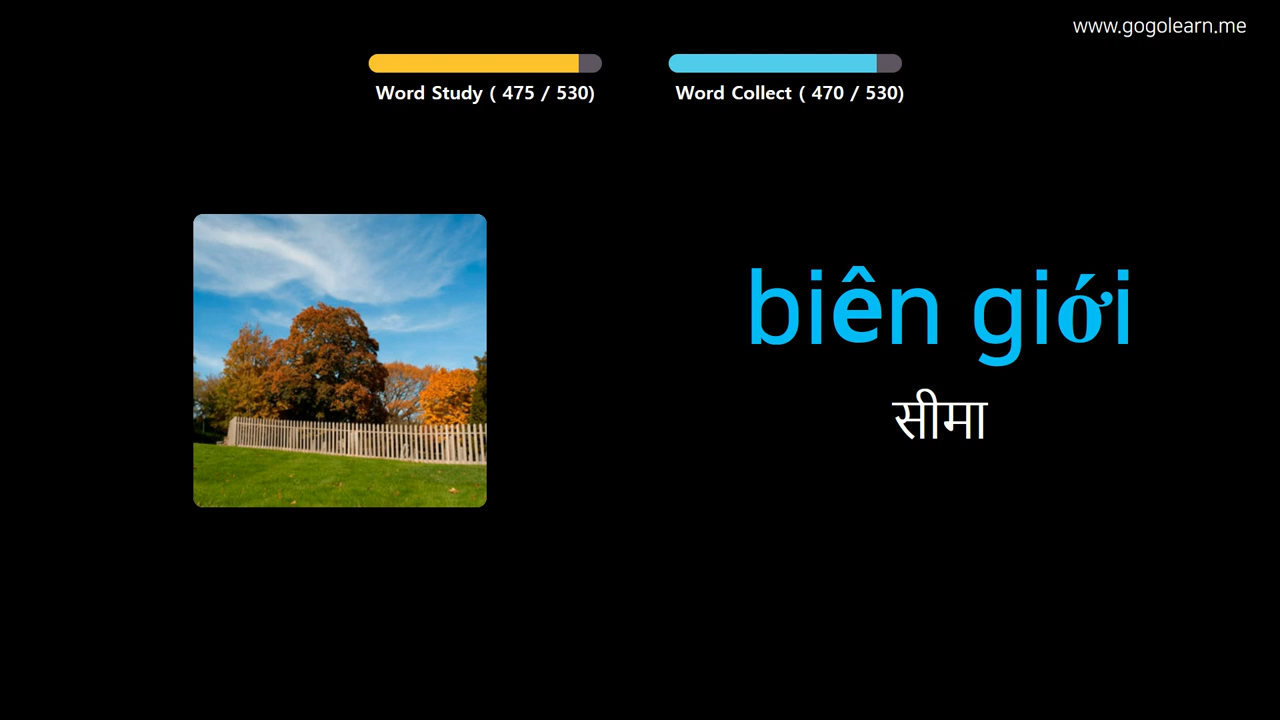 www.gogolearn.me
Word Study ( 475 / 530)
Word Collect ( 470 / 530)
biên giới
सीमा